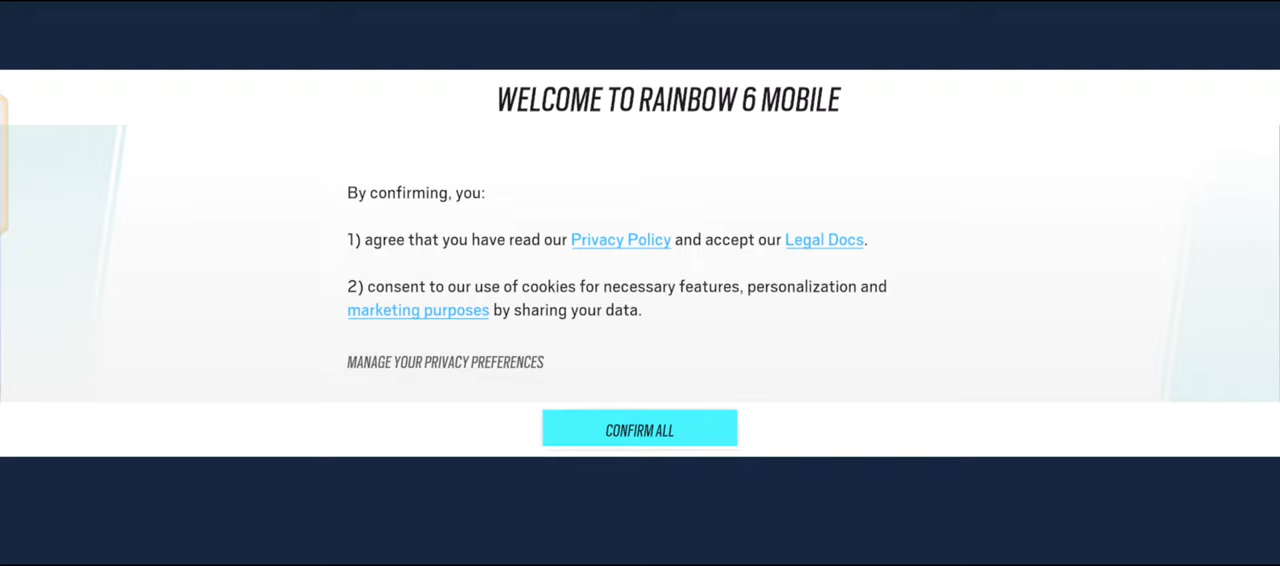 WELCOME TO RAINBOW 6 MOBILE
By confirming, you:
1) agree that you have read our Privacy Policy and accept our Legal Docs.
2) consent to our use of cookies for necessary features, personalization and
marketing purposes by sharing your data.
MANAGE YOUR PRIVACY PREFERENCES
CONFIRM ALL